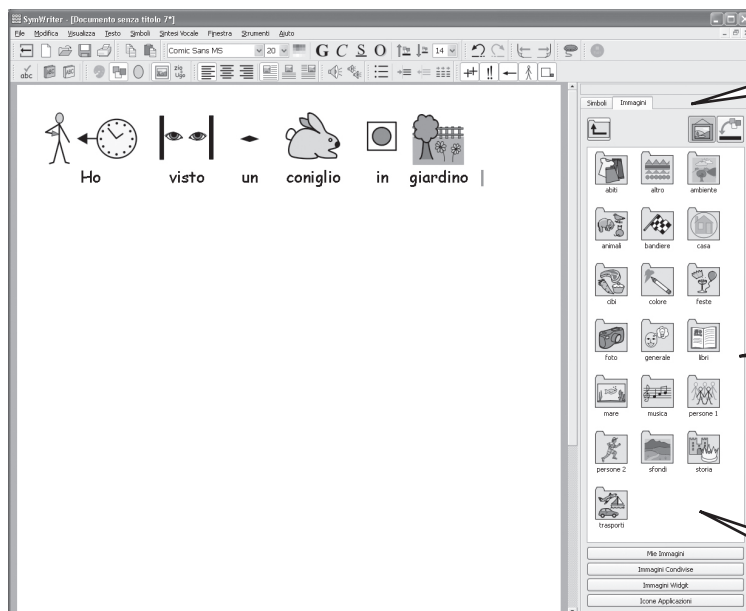 SymWriter - [Documento senza titolo 7*]
File Modifica Visualizza Testo Simboli Sintesi Vocale Finestra Strumenti Aiuto
Comic Sans MS 20 G C S O 14
abc zig Ugo
Simboli Immagini
Ho visto un coniglio in giardino
abiti altro ambiente
animali bandiere casa
cibi colore feste
foto generale libri
mare musica persone 1
persone 2 sfondi storia
trasporti
Mie Immagini
Immagini Condivise
Immagini Widgit
Icone Applicazioni